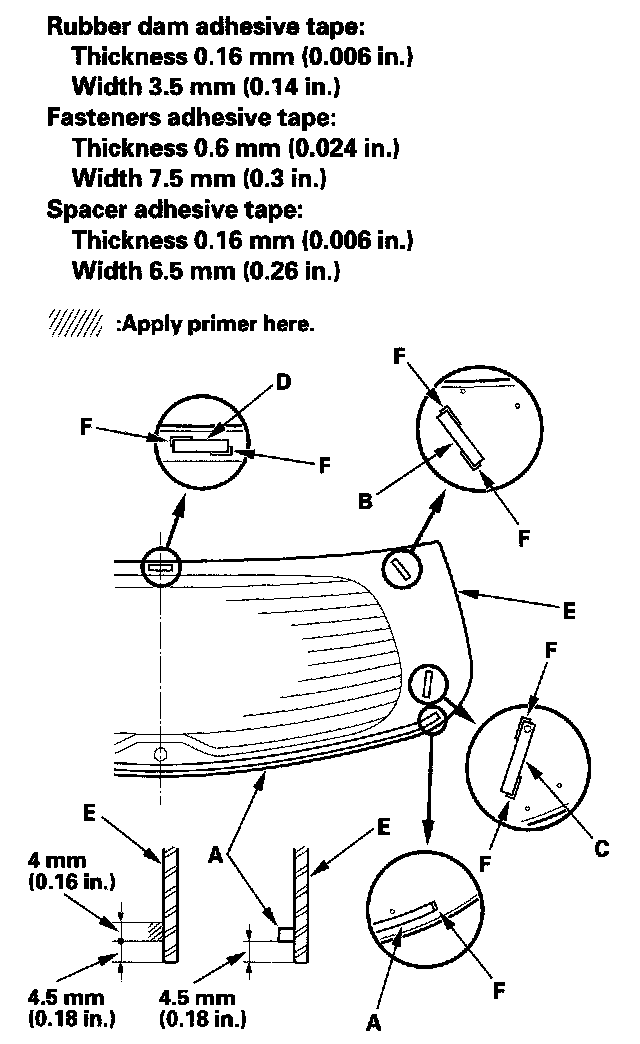 Rubber dam adhesive tape:
Thickness 0.16 mm (0.006 in.)
Width 3.5 mm (0.14 in.)
Fasteners adhesive tape:
Thickness 0.6 mm (0.024 in.)
Width 7.5 mm (0.3 in.)
Spacer adhesive tape:
Thickness 0.16 mm (0.006 in.)
Width 6.5 mm (0.26 in.)
:Apply primer here.
F
D
F
F
B
F
E
F
E
A
E
4 mm
(0.16 in.)
F
C
4.5 mm
(0.18 in.)
4.5 mm
(0.18 in.)
A
F